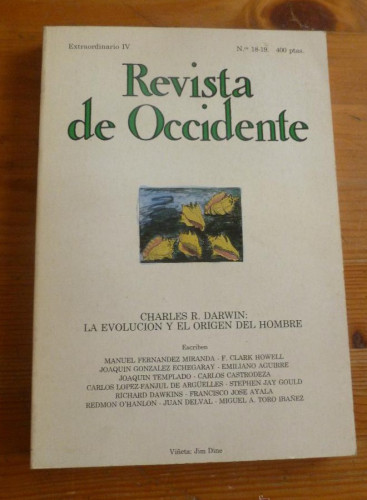 Extraordinario IV
N.os 18-19. 400 ptas.
Revista
de Occidente
CHARLES R. DARWIN:
LA EVOLUCION Y EL ORIGEN DEL HOMBRE
Escriben
MANUEL FERNANDEZ MIRANDA · F. CLARK HOWELL
JOAQUIN GONZALEZ ECHEGARAY · EMILIANO AGUIRRE
JOAQUIN TEMPLADO · CARLOS CASTRODEZA
CARLOS LOPEZ-FANJUL DE ARGÜELLES · STEPHEN JAY GOULD
RICHARD DAWKINS · FRANCISCO JOSE AYALA
REDMON O'HANLON · JUAN DELVAL · MIGUEL A. TORO IBAÑEZ
Viñeta: Jim Dine